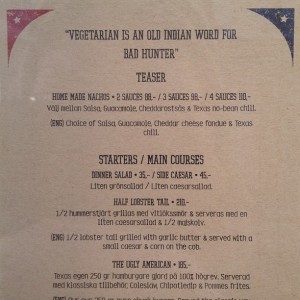 "VEGETARIAN IS AN OLD INDIAN WORD FOR
BAD HUNTER"
TEASER
HOME MADE NACHOS • 2 SAUCES 98,- / 3 SAUCES 98,- / 4 SAUCES 110,-
Välj mellan Salsa, Guacamole, Cheddarostsås & Texas no-bean chili.
(ENG) Choice of Salsa, Guacamole, Cheddar cheese fondue & Texas
chili.
STARTERS / MAIN COURSES
DINNER SALAD • 35,- / SIDE CAESAR • 45,-
Liten grönsallad / Liten caesarsallad.
HALF LOBSTER TAIL • 210,-
1/2 hummerstjärt grillas med vitlökssmör & serveras med en
liten caesarsallad & 1/2 majskolv.
(ENG) 1/2 lobster tail grilled with garlic butter & served with a
small caesar & corn on the cob.
THE UGLY AMERICAN • 185,-
Texas egen 250 gr hamburgare gjord på 100% högrev. Serverad
med klassiska tillbehör, Coleslaw, Chipotledip & Pommes frites.